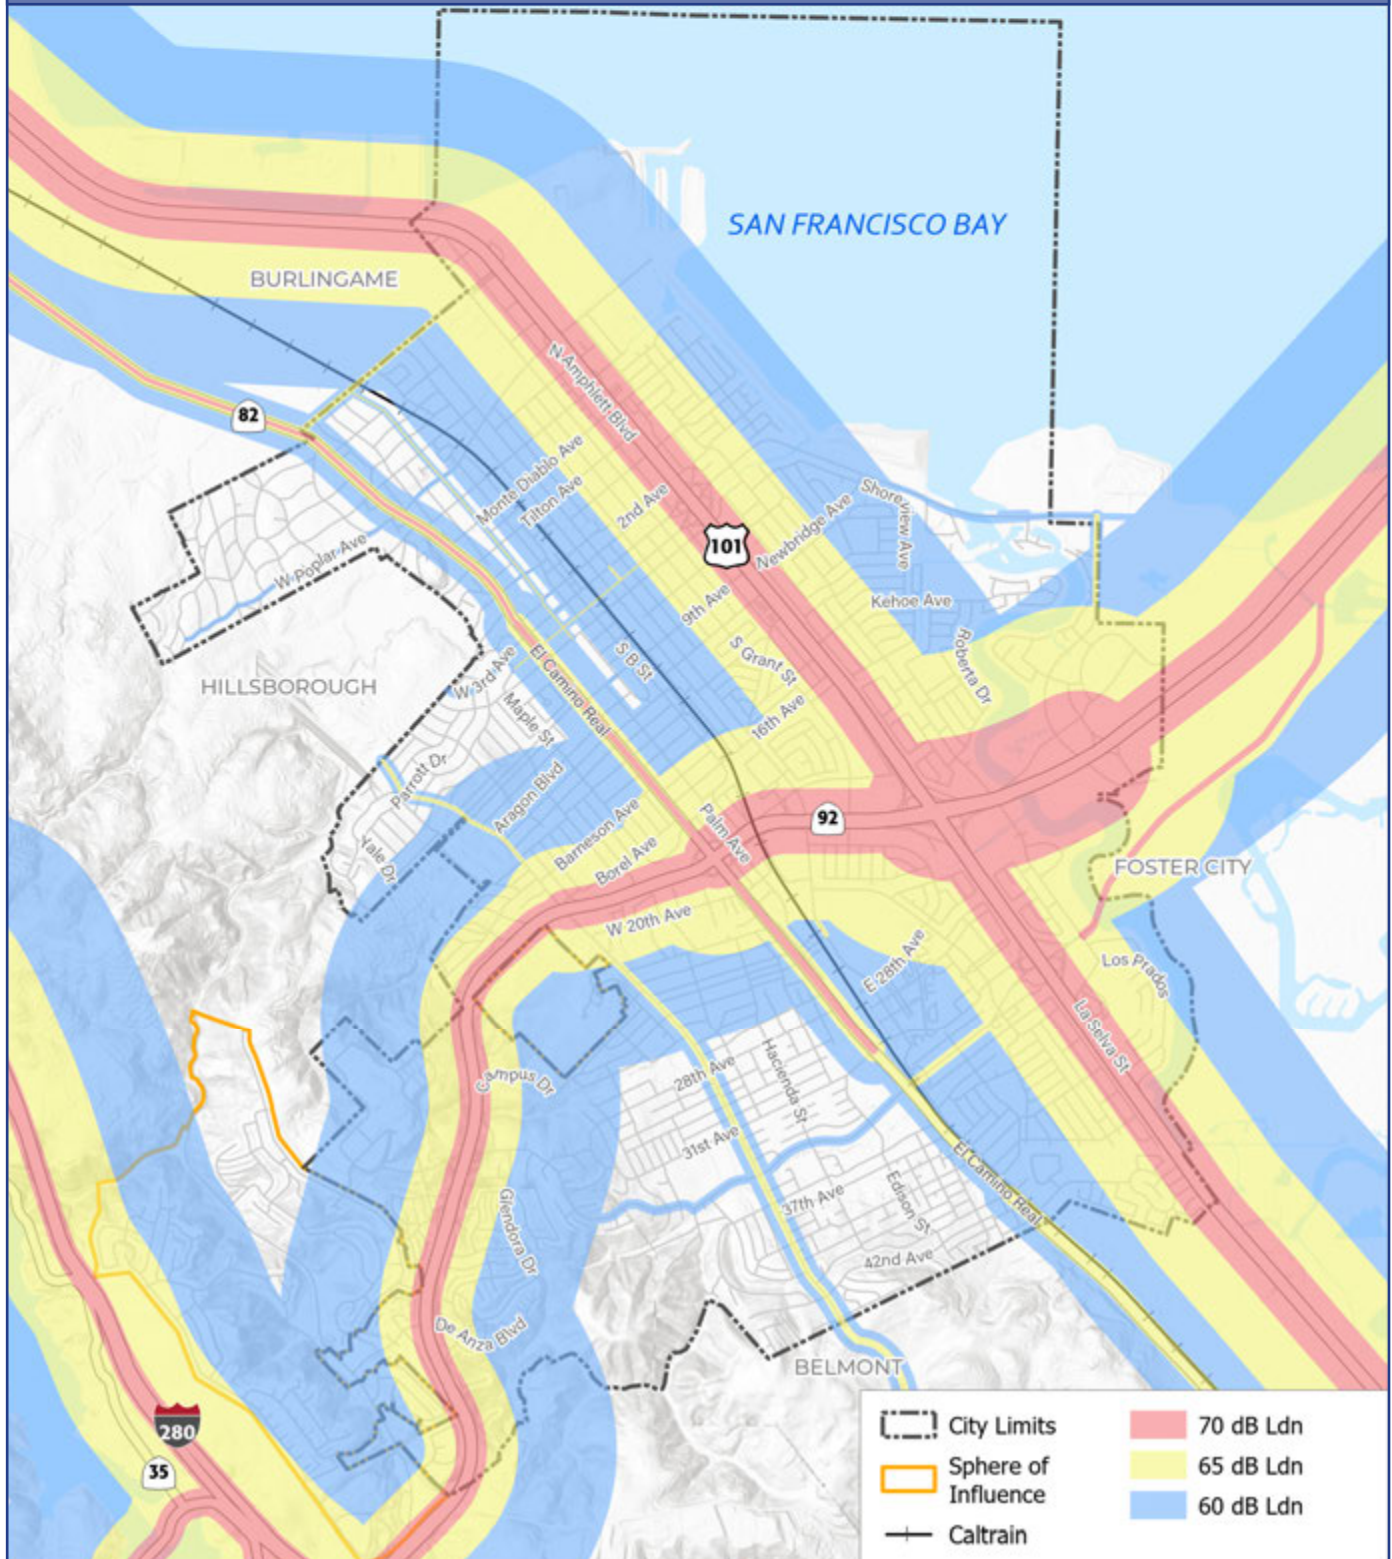 SAN FRANCISCO BAY
BURLINGAME
82
N Amphlett Blvd
Monte Diablo Ave
Tilton Ave
2nd Ave
101
Newbridge Ave
Shoreview Ave
W Poplar Ave
9th Ave
Kehoe Ave
S B St
S Grant St
Roberta Dr
El Camino Real
W 3rd Ave
HILLSBOROUGH
Maple St
16th Ave
Parrott Dr
Aragon Blvd
Barneson Ave
Palm Ave
92
Borel Ave
Yale Dr
FOSTER CITY
W 20th Ave
E 28th Ave
Los Prados
La Selva St
Campus Dr
28th Ave
Hacienda St
31st Ave
El Camino Real
37th Ave
Edison St
Glendora Dr
42nd Ave
De Anza Blvd
BELMONT
280
35
City Limits
Sphere of
Influence
Caltrain
70 dB Ldn
65 dB Ldn
60 dB Ldn